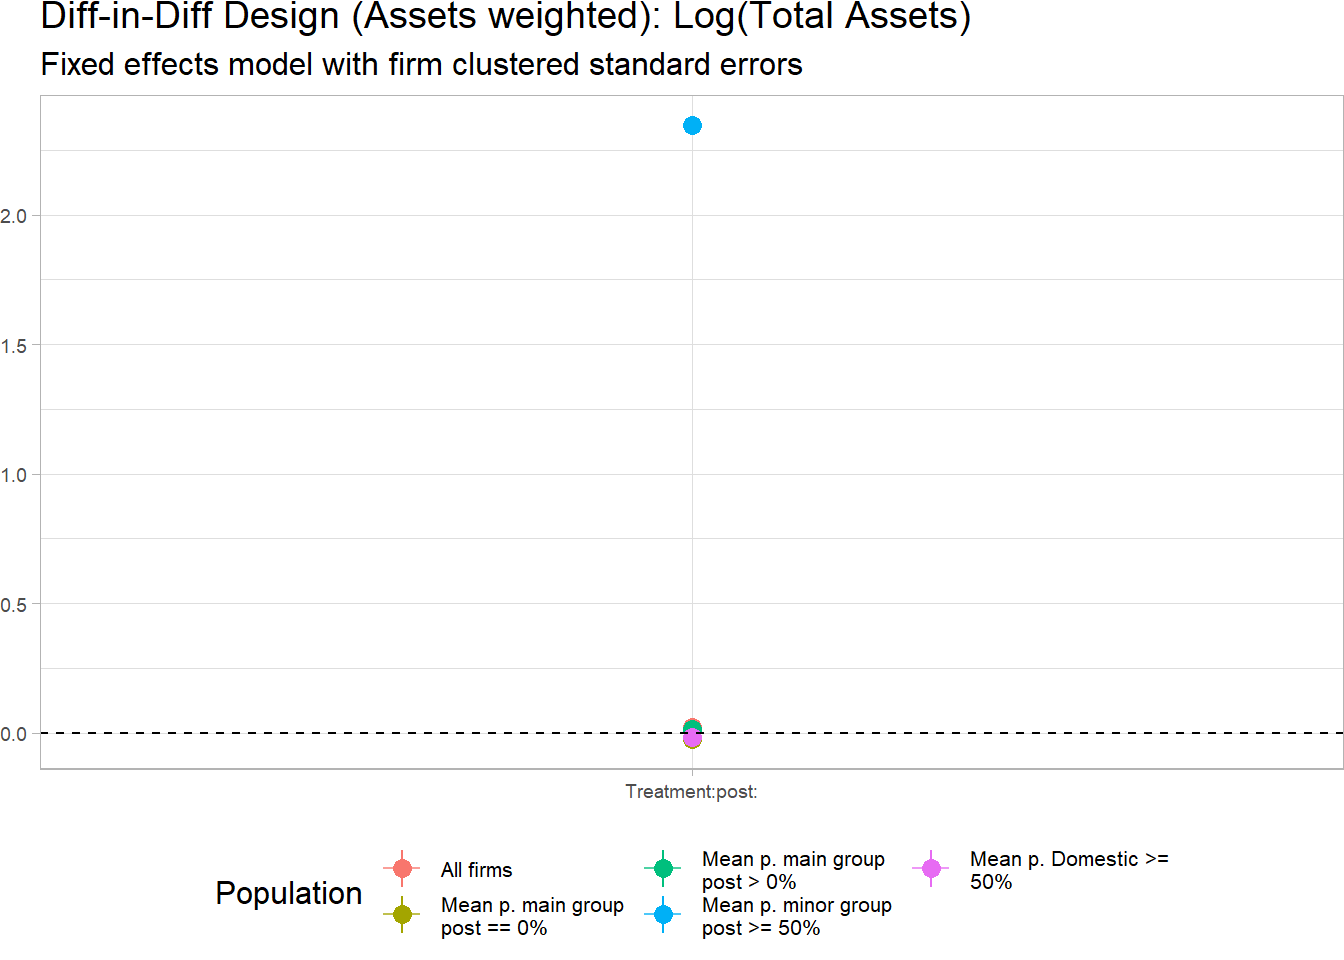 Diff-in-Diff Design (Assets weighted): Log(Total Assets)
Fixed effects model with firm clustered standard errors
2.0
1.5
1.0
0.5
0.0
Treatment:post:
Population
All firms
Mean p. main group
post == 0%
Mean p. main group
post > 0%
Mean p. minor group
post >= 50%
Mean p. Domestic >=
50%